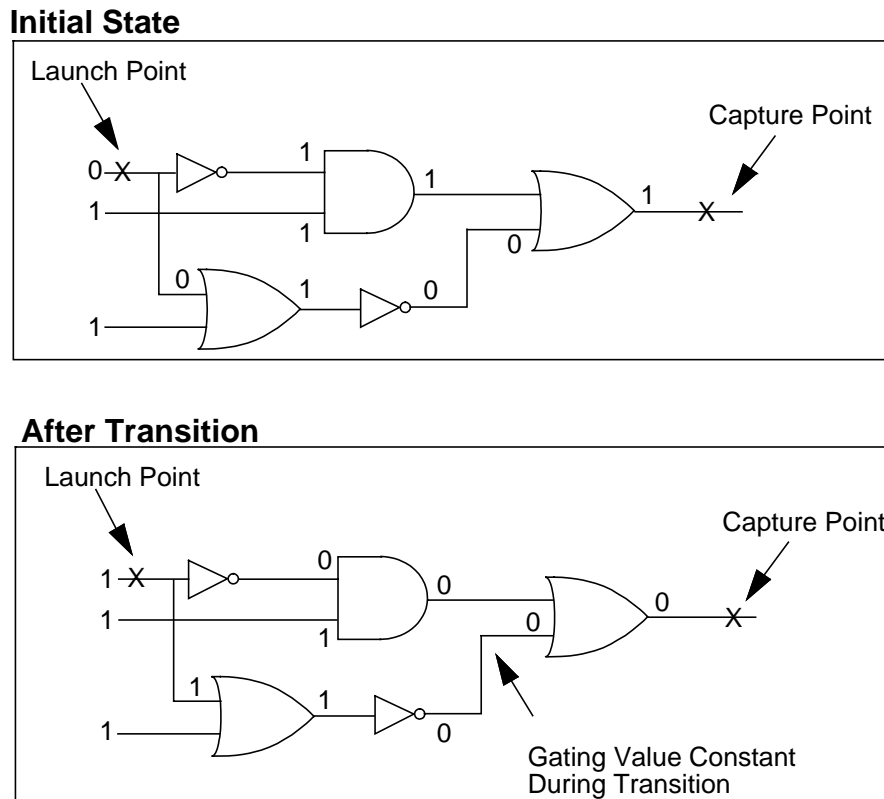 Initial State
Launch Point
Capture Point
1
1
1
0 X
X
1
1
0
0
1
0
1
After Transition
Launch Point
Capture Point
0
0
0
1 X
X
1
1
0
1
1
1
0
Gating Value Constant
During Transition